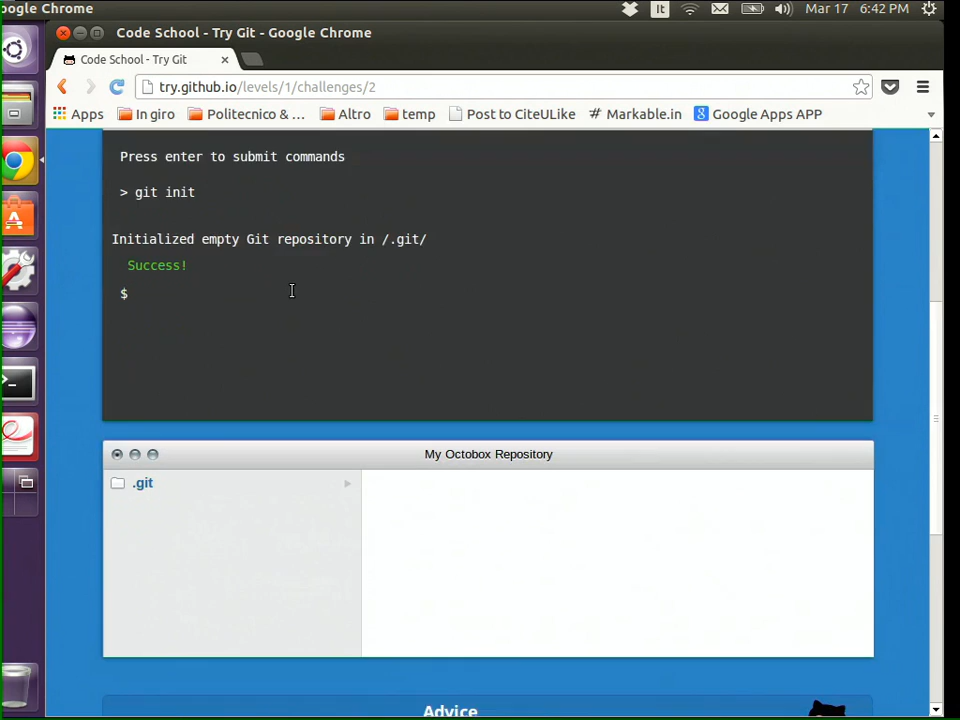 oogle Chrome
It
Mar 17
6:42 PM
Code School - Try Git - Google Chrome
Code School - Try Git
try.github.io/levels/1/challenges/2
Apps
In giro
Politecnico & ...
Altro
temp
Post to CiteULike
# Markable.in
Google Apps APP
Press enter to submit commands
> git init
Initialized empty Git repository in /.git/
Success!
$
My Octobox Repository
.git
Advice